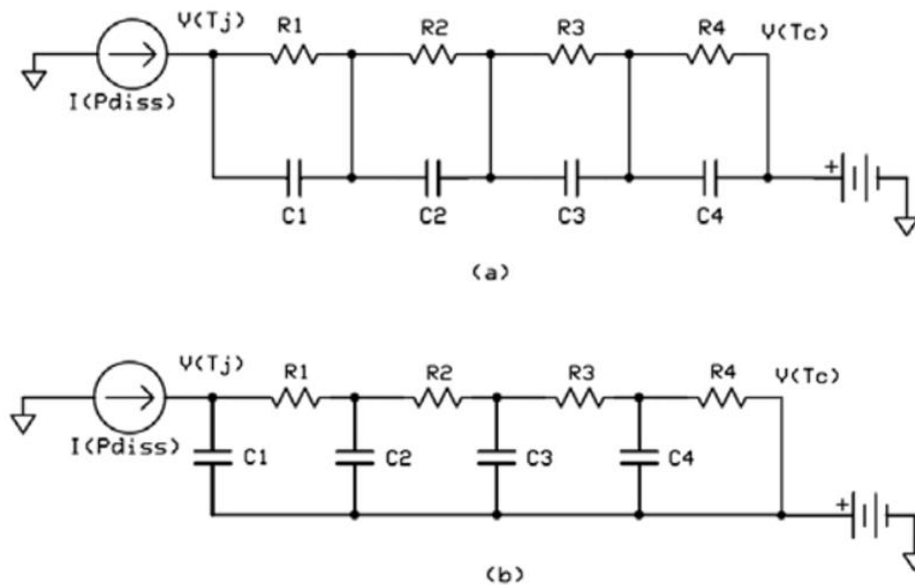 V(Tj) R1 R2 R3 R4 V(Tc)
I(Pdiss)
+
C1 C2 C3 C4
(a)
V(Tj) R1 R2 R3 R4 V(Tc)
I(Pdiss) C1 C2 C3 C4
+
(b)